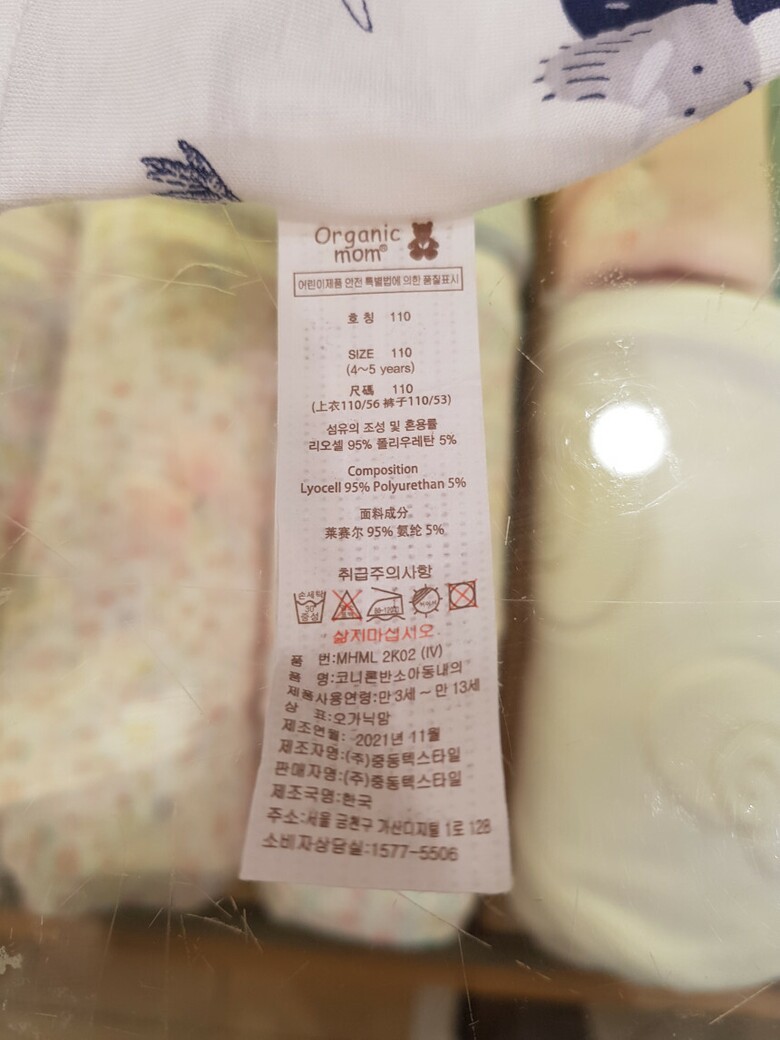 Organic
mom®
어린이제품 안전 특별법에 의한 품질표시
호 칭 110
SIZE 110
(4~5 years)
尺碼 110
(上衣110/56 裤子110/53)
섬유의 조성 및 혼용률
리오셀 95% 폴리우레탄 5%
Composition
Lyocell 95% Polyurethan 5%
面料成分
莱赛尔 95% 氨纶 5%
취급주의사항
손세탁
30
중성
80-120°C
삶지마십시오
품 번:MHML 2K02 (IV)
품 명:코니론반소아동내의
제품사용연령:만 3세 ~ 만 13세
상 표:오가닉맘
제조연월: 2021년 11월
제조자명:(주)중동텍스타일
판매자명:(주)중동텍스타일
제조국명:한국
주소:서울 금천구 가산디지털 1로 128
소비자상담실:1577-5506